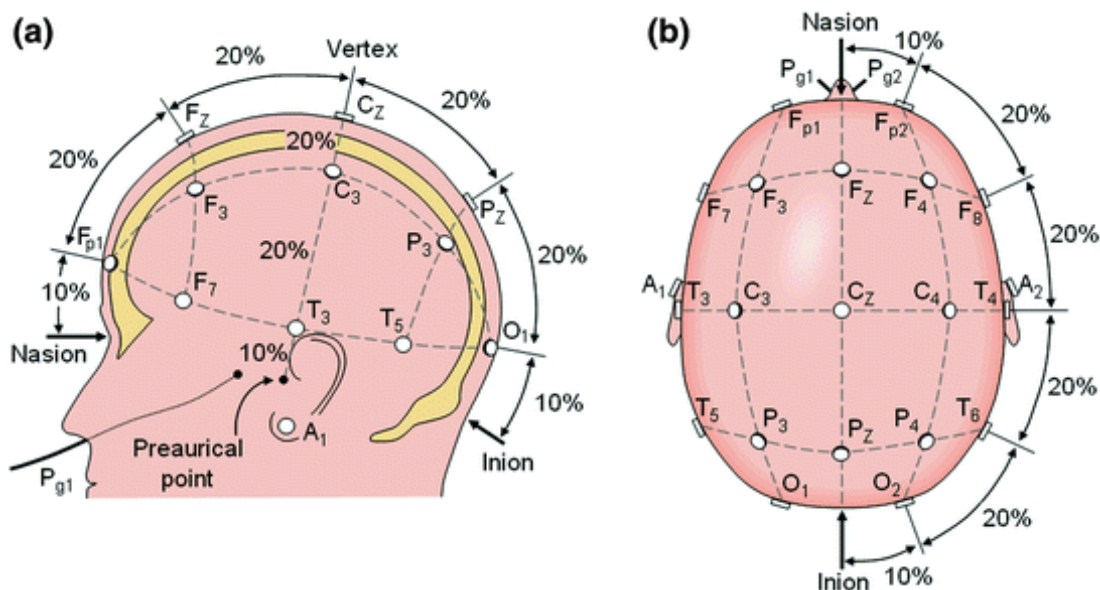 (a)
20%
Vertex
20%
F_Z
C_Z
20%
20%
F_3
C_3
P_Z
F_p1
20%
P_3
20%
10%
F_7
T_3
T_5
O_1
Nasion
10%
10%
A_1
Preaurical
point
Inion
P_g1
(b)
Nasion
10%
P_g1
P_g2
F_p1
F_p2
20%
F_7
F_3
F_Z
F_4
F_8
20%
A_1
T_3
C_3
C_Z
C_4
T_4
A_2
20%
T_5
P_3
P_Z
P_4
T_6
O_1
O_2
20%
Inion
10%